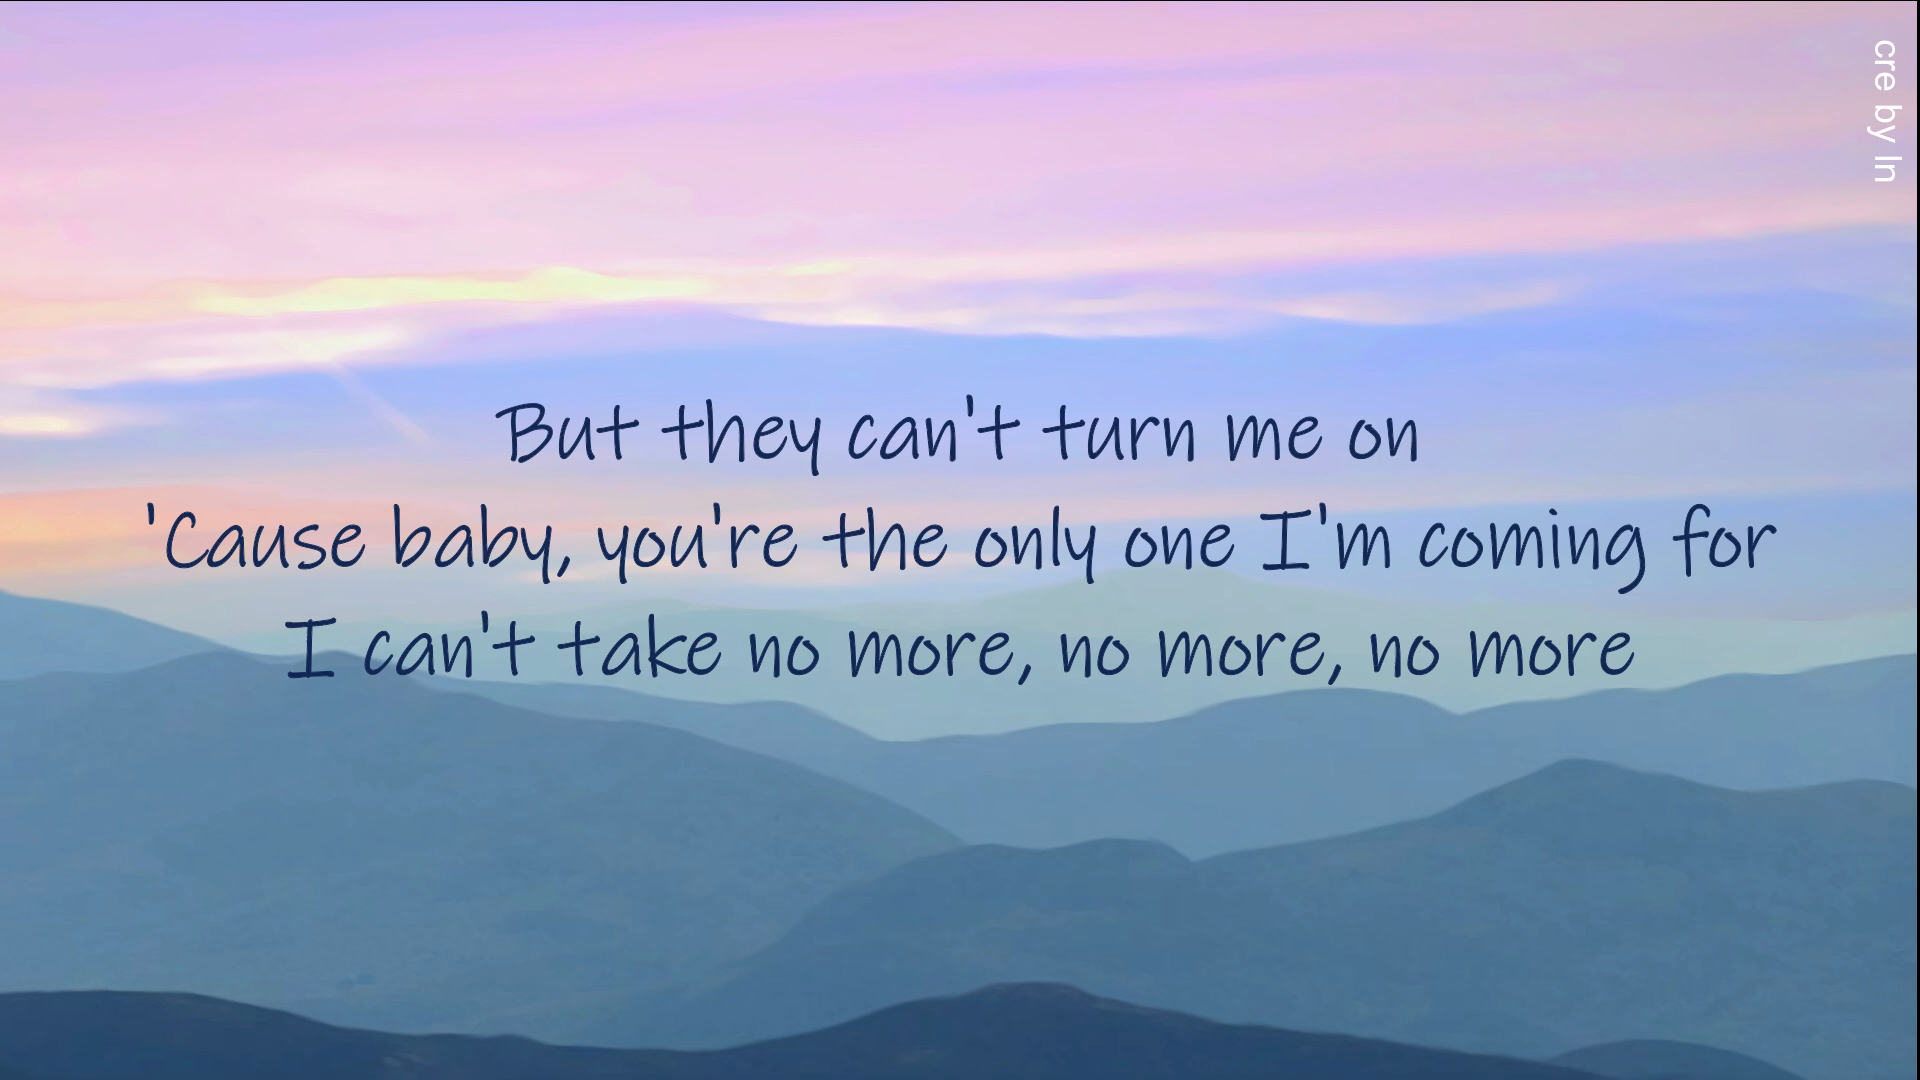 But they can't turn me on
'Cause baby, you're the only one I'm coming for
I can't take no more, no more, no more
cre by ln